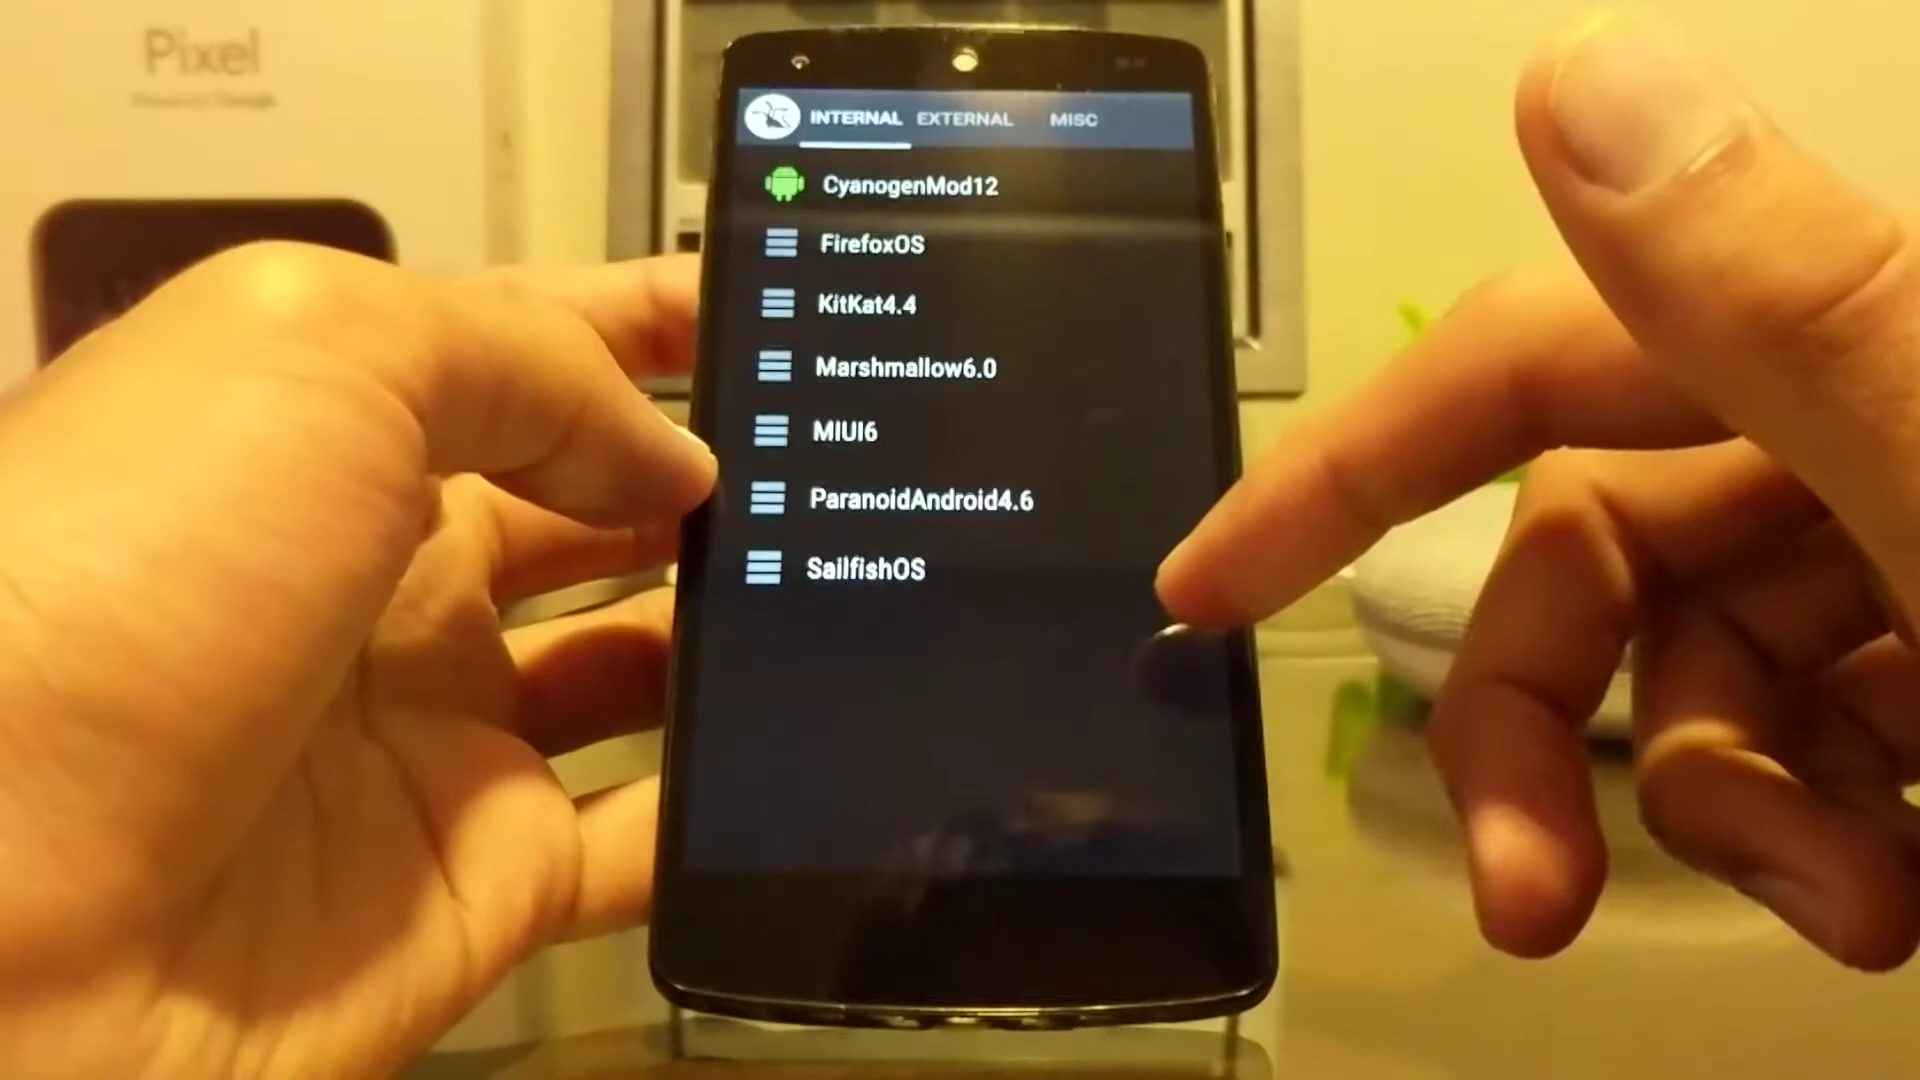 Pixel
INTERNAL EXTERNAL MISC
CyanogenMod12
FirefoxOS
KitKat4.4
Marshmallow6.0
MIUI6
ParanoidAndroid4.6
SailfishOS